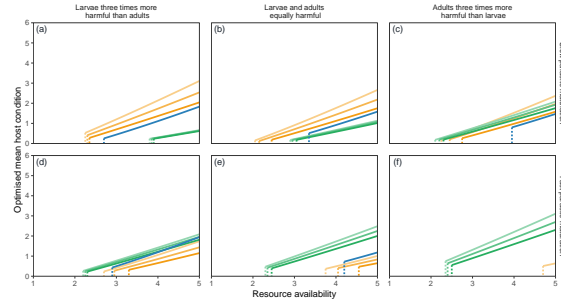 Larvae three times more
harmful than adults
Larvae and adults
equally harmful
Adults three times more
harmful than larvae
(a)
(b)
(c)
6
5
4
3
2
1
0
(d)
(e)
(f)
6
5
4
3
2
1
0
1 2 3 4 5
1 2 3 4 5
1 2 3 4 5
Optimised mean host condition
Resource availability